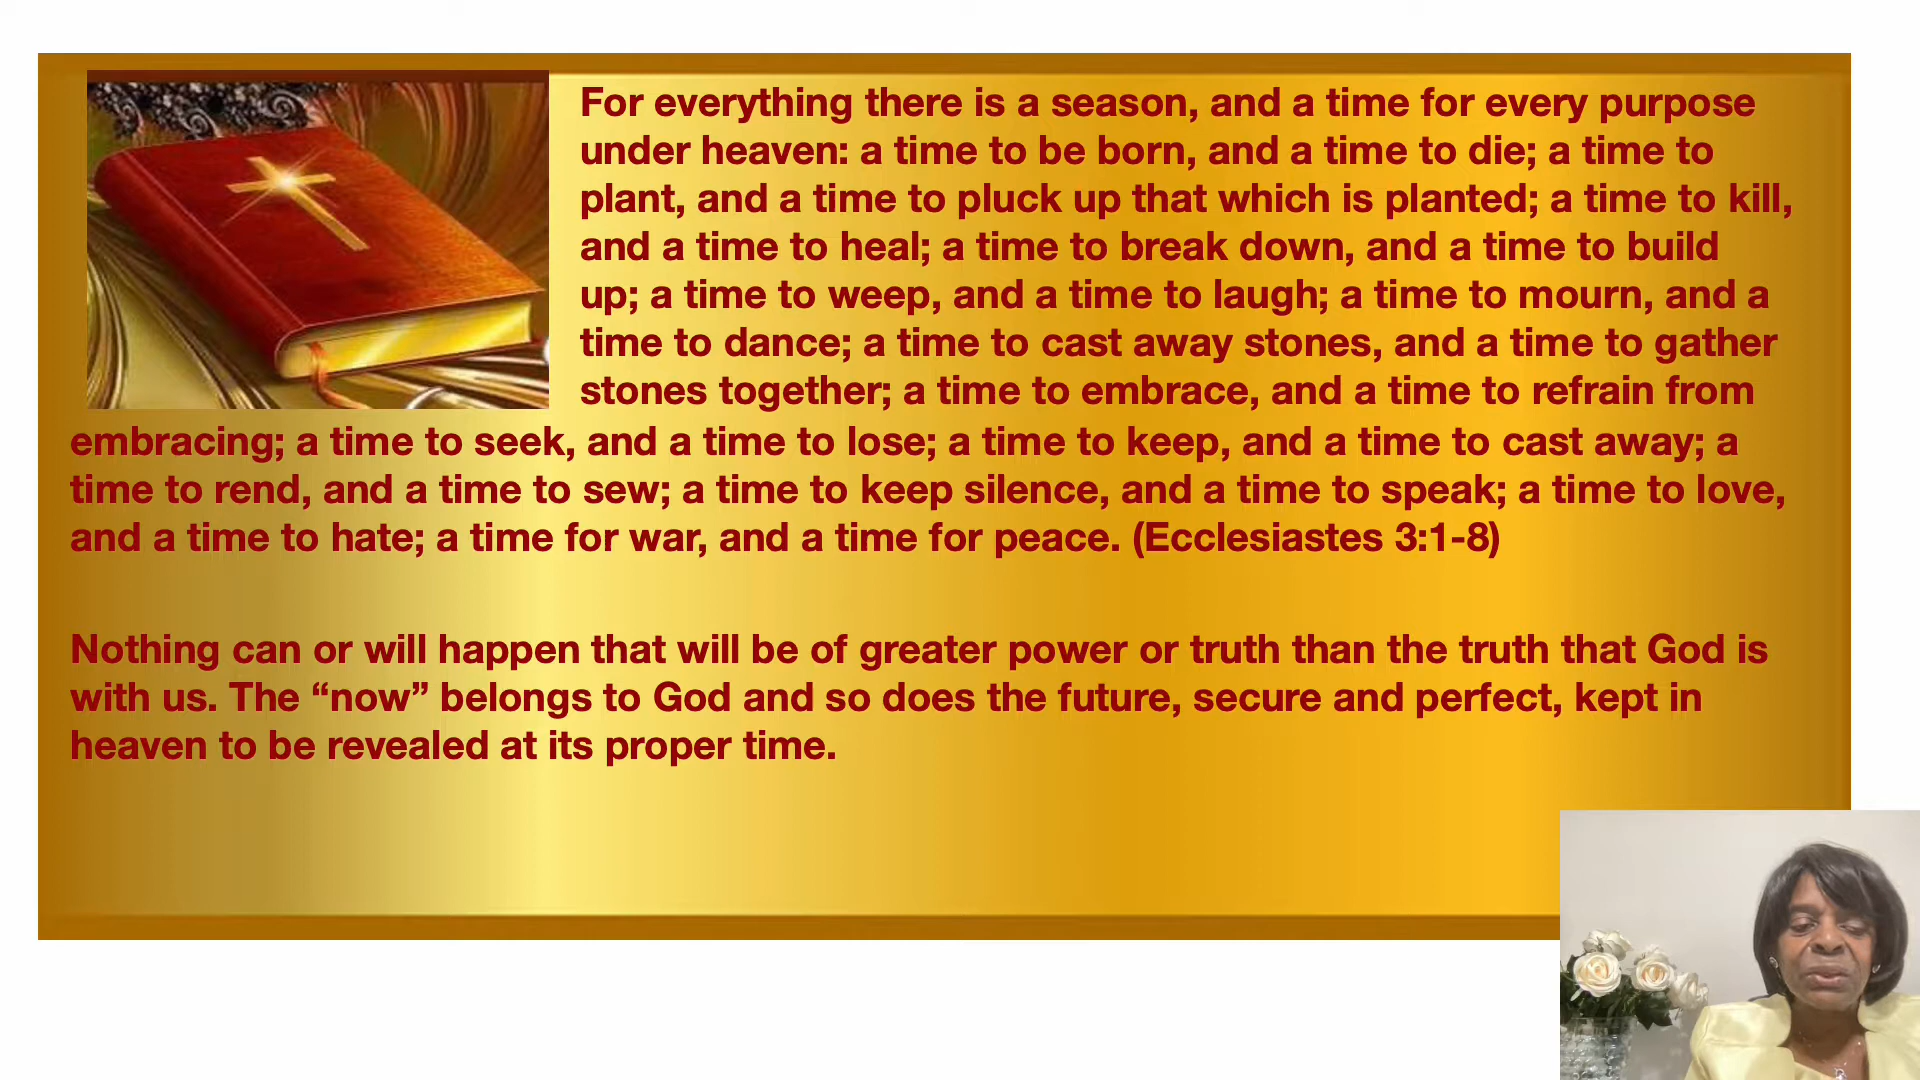 For everything there is a season, and a time for every purpose
under heaven: a time to be born, and a time to die; a time to
plant, and a time to pluck up that which is planted; a time to kill,
and a time to heal; a time to break down, and a time to build
up; a time to weep, and a time to laugh; a time to mourn, and a
time to dance; a time to cast away stones, and a time to gather
stones together; a time to embrace, and a time to refrain from
embracing; a time to seek, and a time to lose; a time to keep, and a time to cast away; a
time to rend, and a time to sew; a time to keep silence, and a time to speak; a time to love,
and a time to hate; a time for war, and a time for peace. (Ecclesiastes 3:1-8)
Nothing can or will happen that will be of greater power or truth than the truth that God is
with us. The “now” belongs to God and so does the future, secure and perfect, kept in
heaven to be revealed at its proper time.